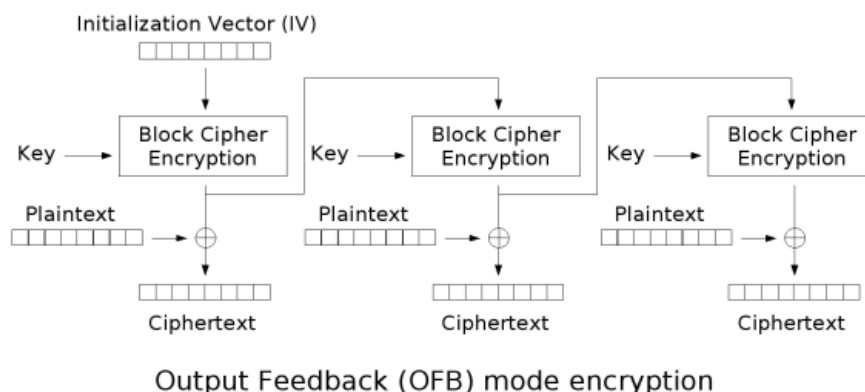 Initialization Vector (IV)
Key
Block Cipher
Encryption
Key
Block Cipher
Encryption
Key
Block Cipher
Encryption
Plaintext
Plaintext
Plaintext
Ciphertext
Ciphertext
Ciphertext
Output Feedback (OFB) mode encryption